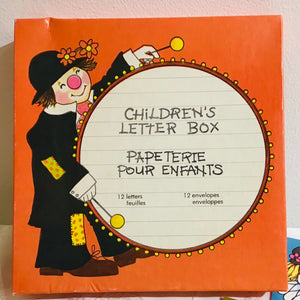 CHILDREN'S
LETTER BOX
PAPETERIE
POUR ENFANTS
12 letters 12 envelopes
feuilles enveloppes